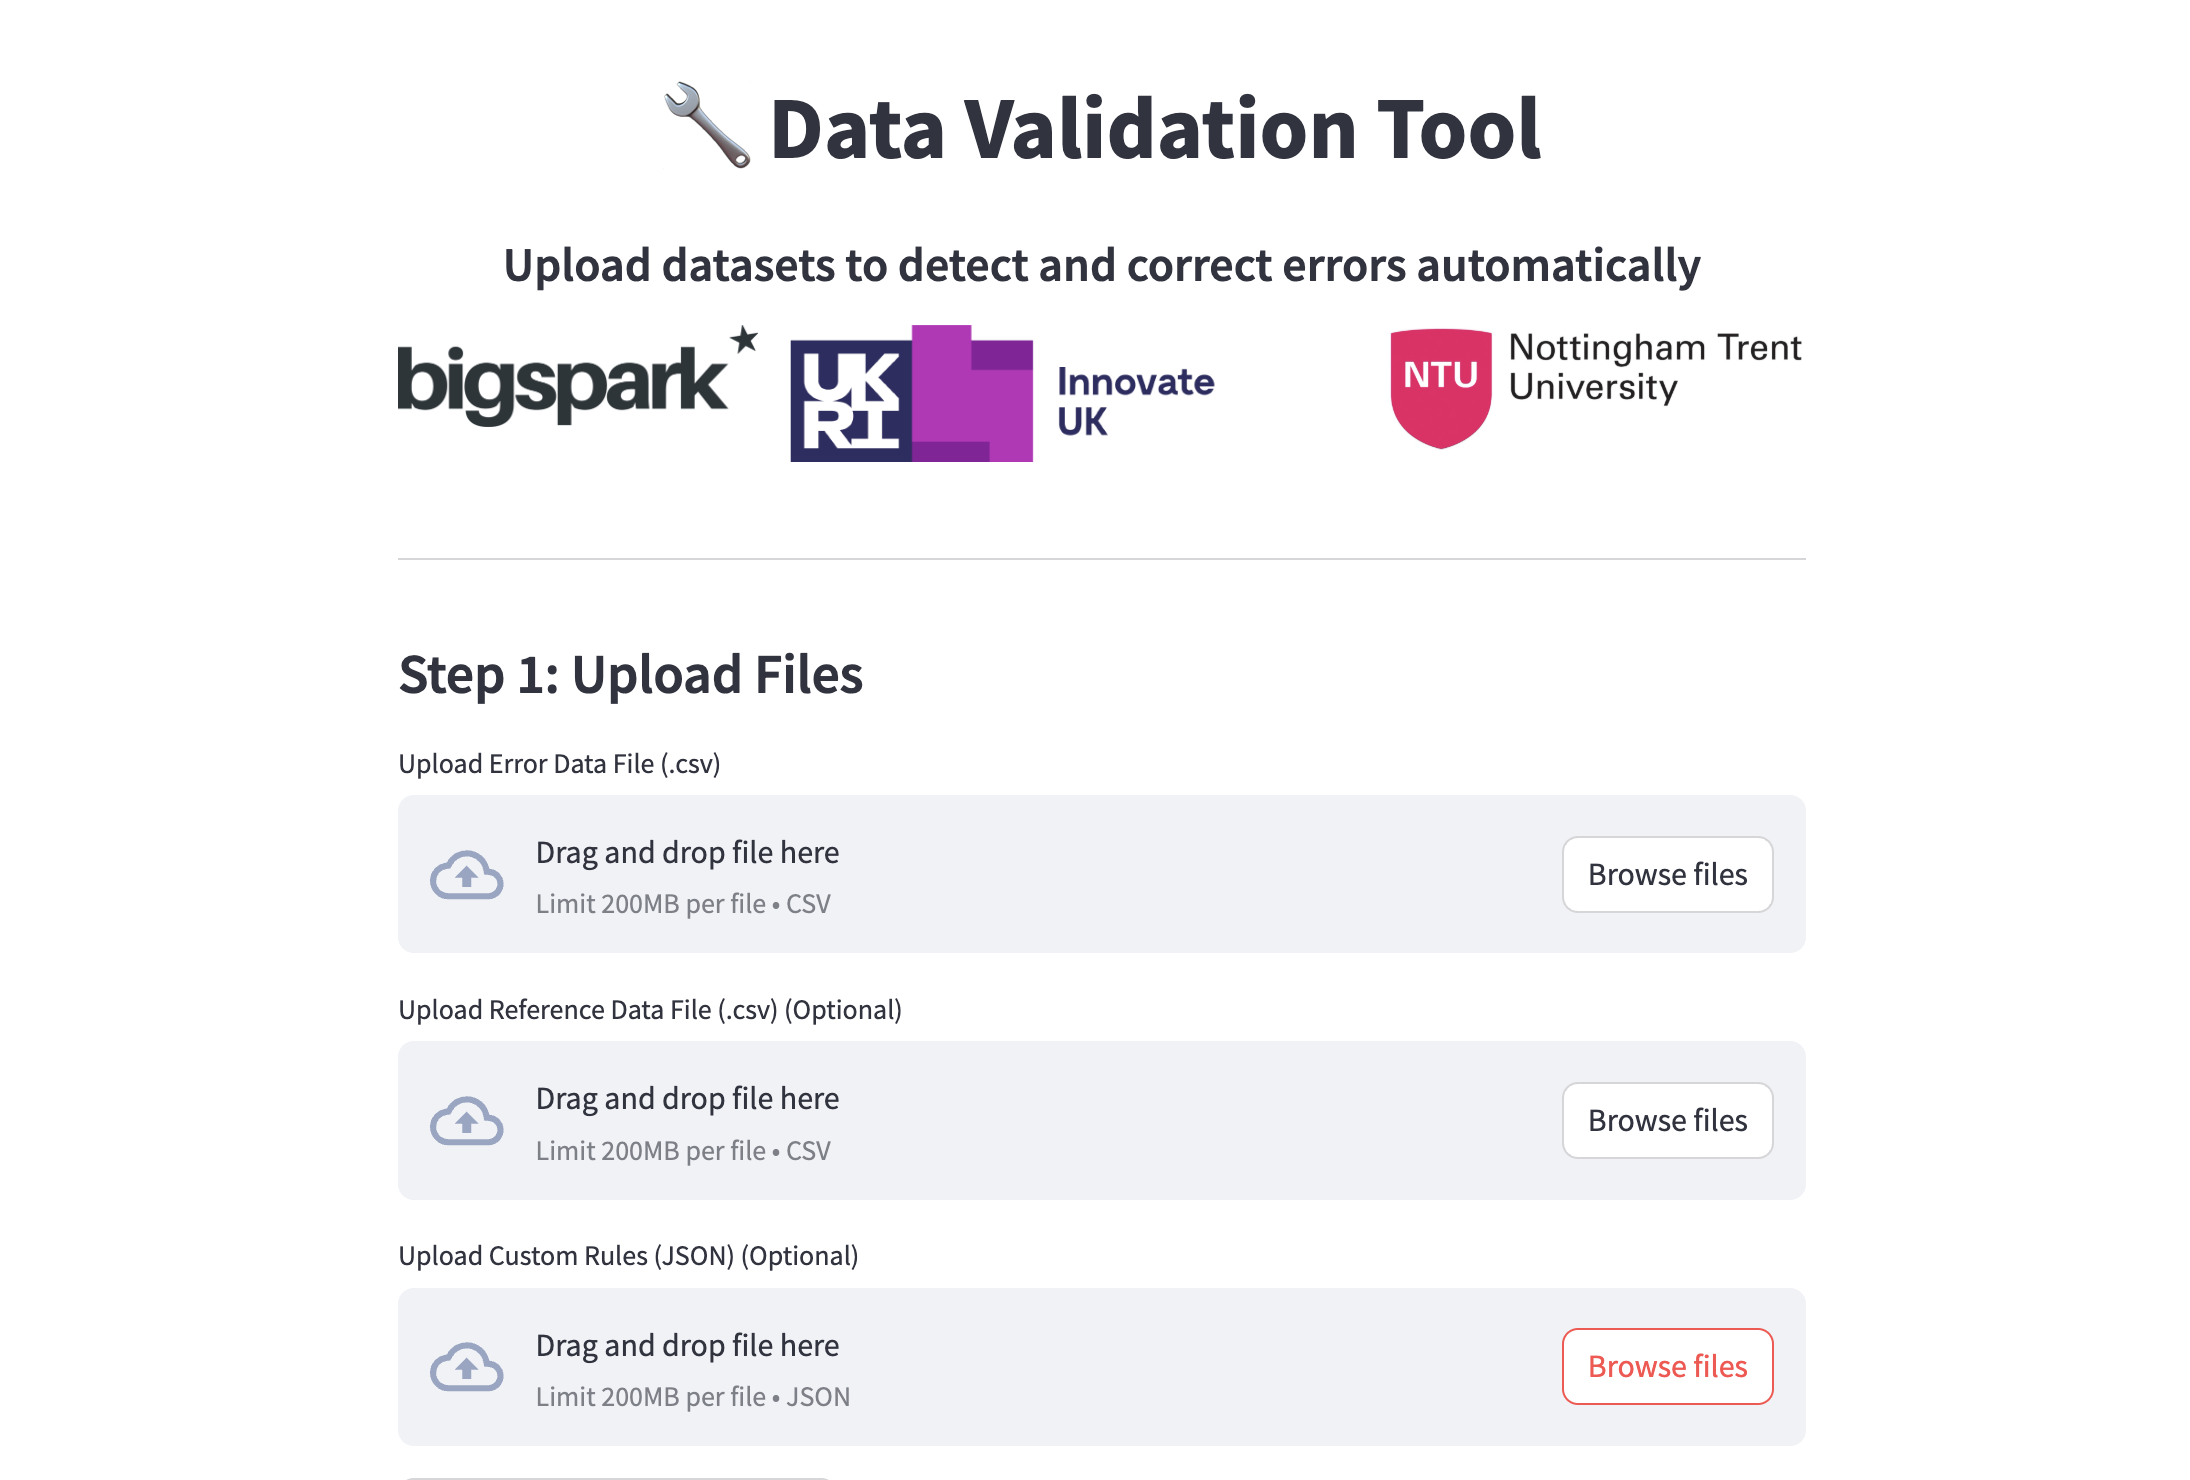 🔧 Data Validation Tool
Upload datasets to detect and correct errors automatically
bigspark
UK
RI
Innovate
UK
NTU
Nottingham Trent
University
Step 1: Upload Files
Upload Error Data File (.csv)
Drag and drop file here
Limit 200MB per file • CSV
Browse files
Upload Reference Data File (.csv) (Optional)
Drag and drop file here
Limit 200MB per file • CSV
Browse files
Upload Custom Rules (JSON) (Optional)
Drag and drop file here
Limit 200MB per file • JSON
Browse files